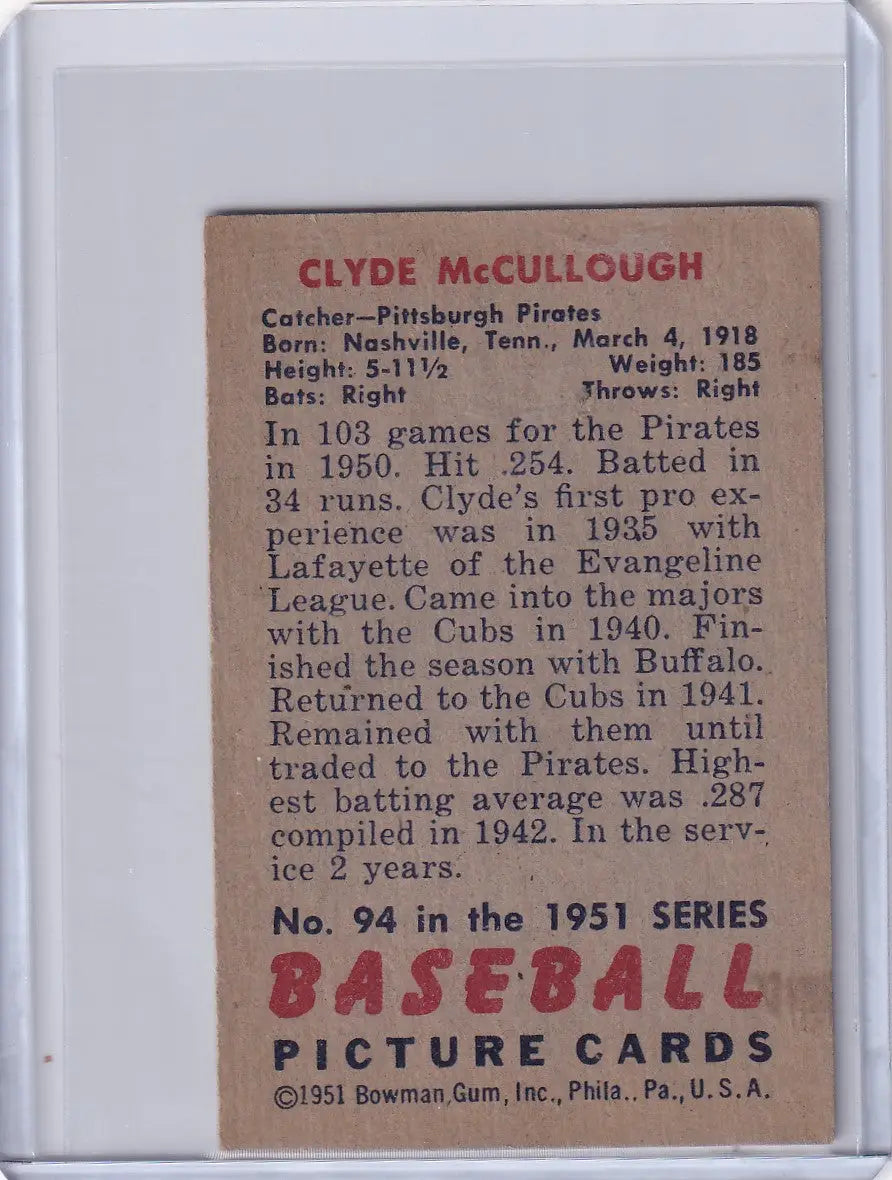 CLYDE McCULLOUGH
Catcher—Pittsburgh Pirates
Born: Nashville, Tenn., March 4, 1918
Height: 5-11½ Weight: 185
Bats: Right Throws: Right
In 103 games for the Pirates
in 1950. Hit .254. Batted in
34 runs. Clyde's first pro ex-
perience was in 1935 with
Lafayette of the Evangeline
League. Came into the majors
with the Cubs in 1940. Fin-
ished the season with Buffalo.
Returned to the Cubs in 1941.
Remained with them until
traded to the Pirates. High-
est batting average was .287
compiled in 1942. In the serv-
ice 2 years.
No. 94 in the 1951 SERIES
BASEBALL
PICTURE CARDS
©1951 Bowman Gum, Inc., Phila.. Pa., U.S.A.